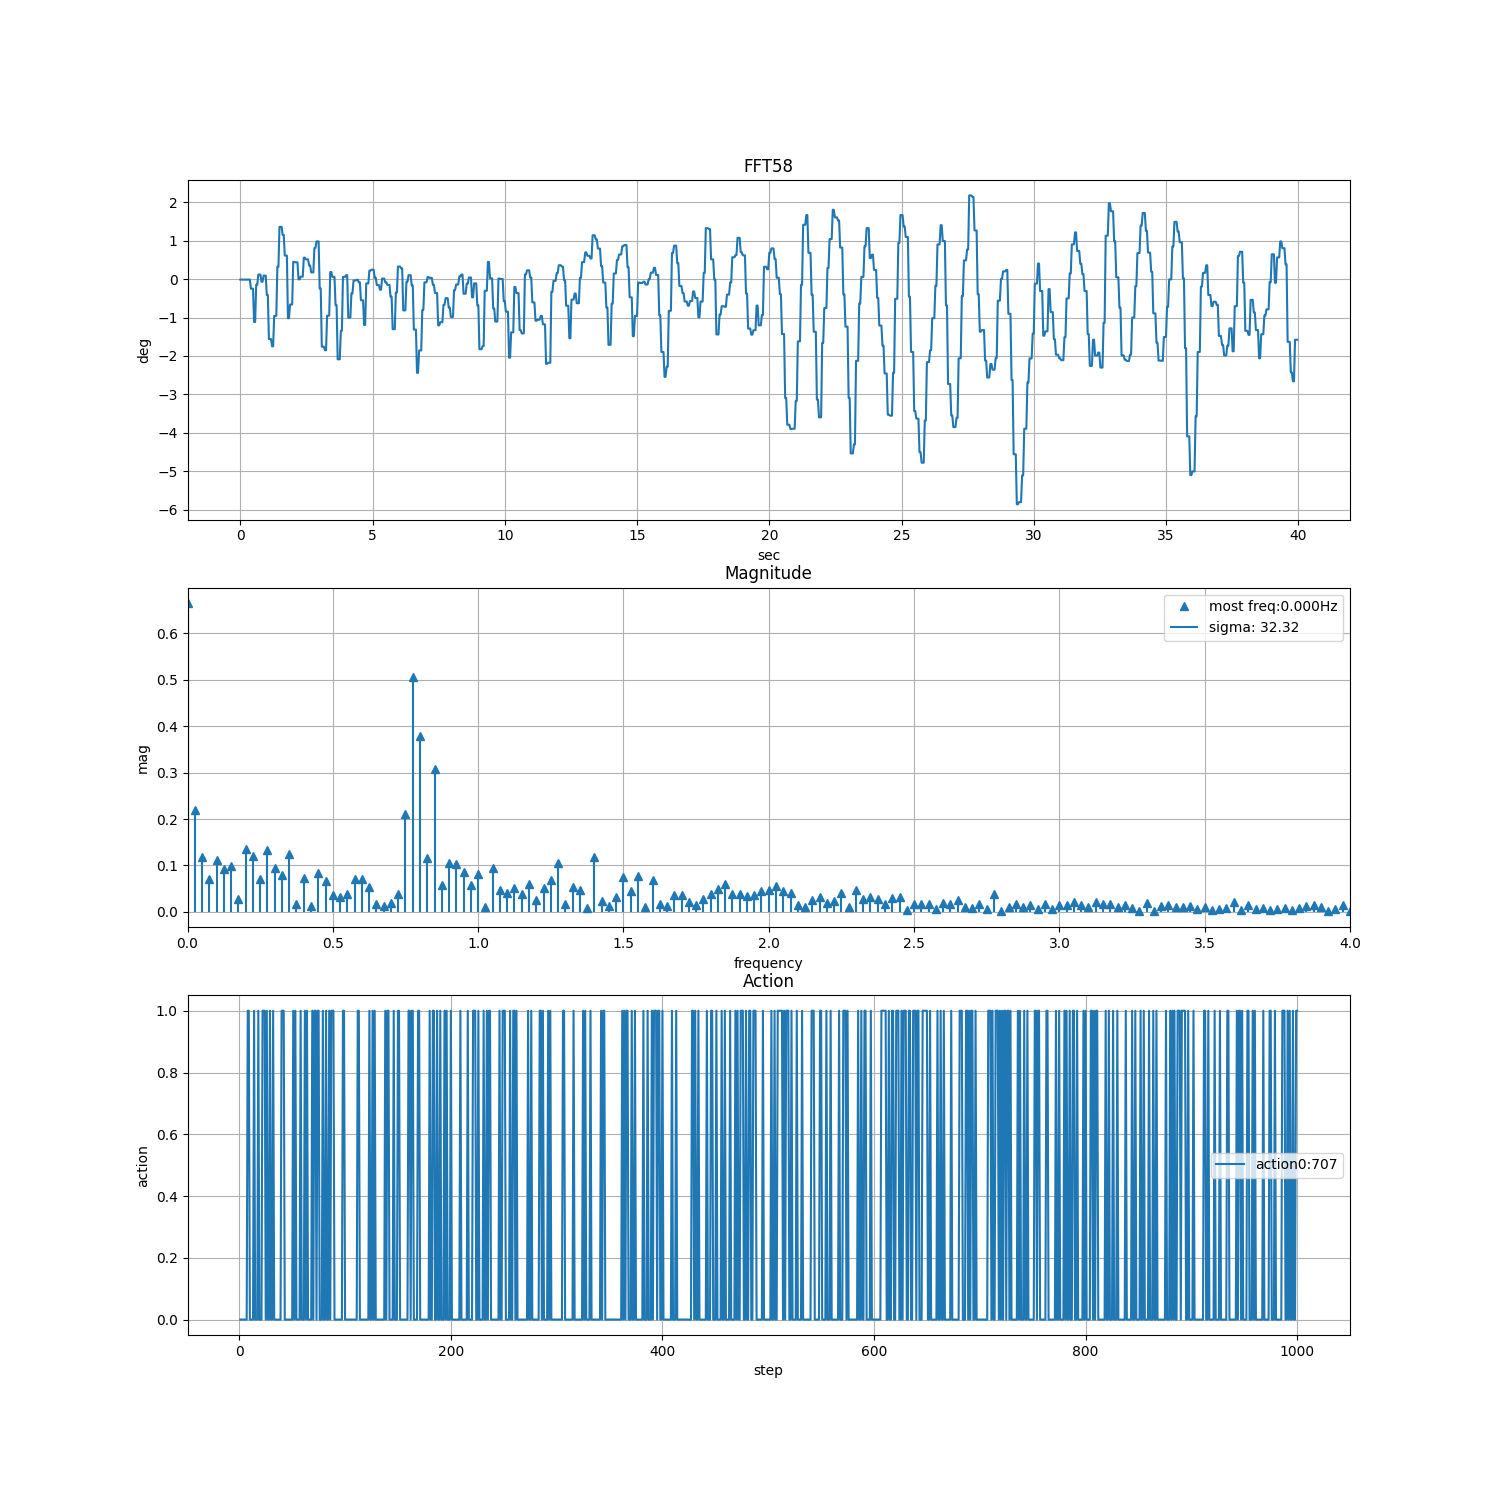 FFT58
2
1
0
−1
−2
−3
−4
−5
−6
deg
0 5 10 15 20 25 30 35 40
sec
Magnitude
most freq:0.000Hz
sigma: 32.32
0.6
0.5
0.4
0.3
0.2
0.1
0.0
mag
0.0 0.5 1.0 1.5 2.0 2.5 3.0 3.5 4.0
frequency
Action
1.0
0.8
0.6
0.4
0.2
0.0
action
action0:707
0 200 400 600 800 1000
step